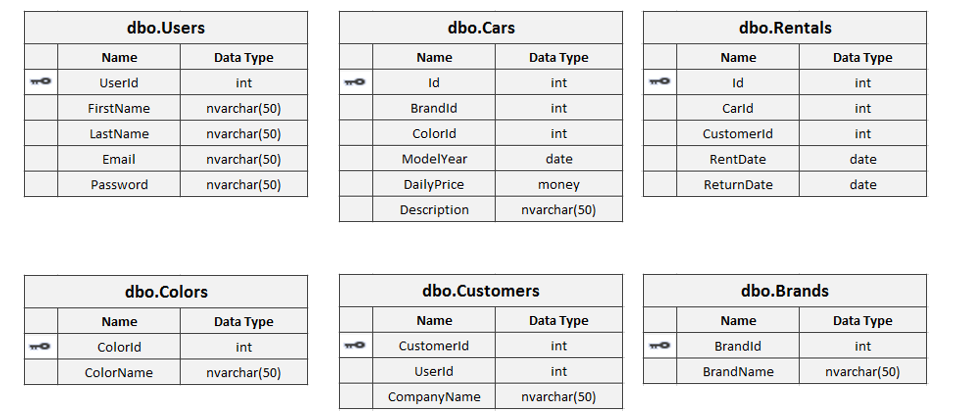 dbo.Users
Name Data Type
UserId int
FirstName nvarchar(50)
LastName nvarchar(50)
Email nvarchar(50)
Password nvarchar(50)
dbo.Cars
Name Data Type
Id int
BrandId int
ColorId int
ModelYear date
DailyPrice money
Description nvarchar(50)
dbo.Rentals
Name Data Type
Id int
CarId int
CustomerId int
RentDate date
ReturnDate date
dbo.Colors
Name Data Type
ColorId int
ColorName nvarchar(50)
dbo.Customers
Name Data Type
CustomerId int
UserId int
CompanyName nvarchar(50)
dbo.Brands
Name Data Type
BrandId int
BrandName nvarchar(50)